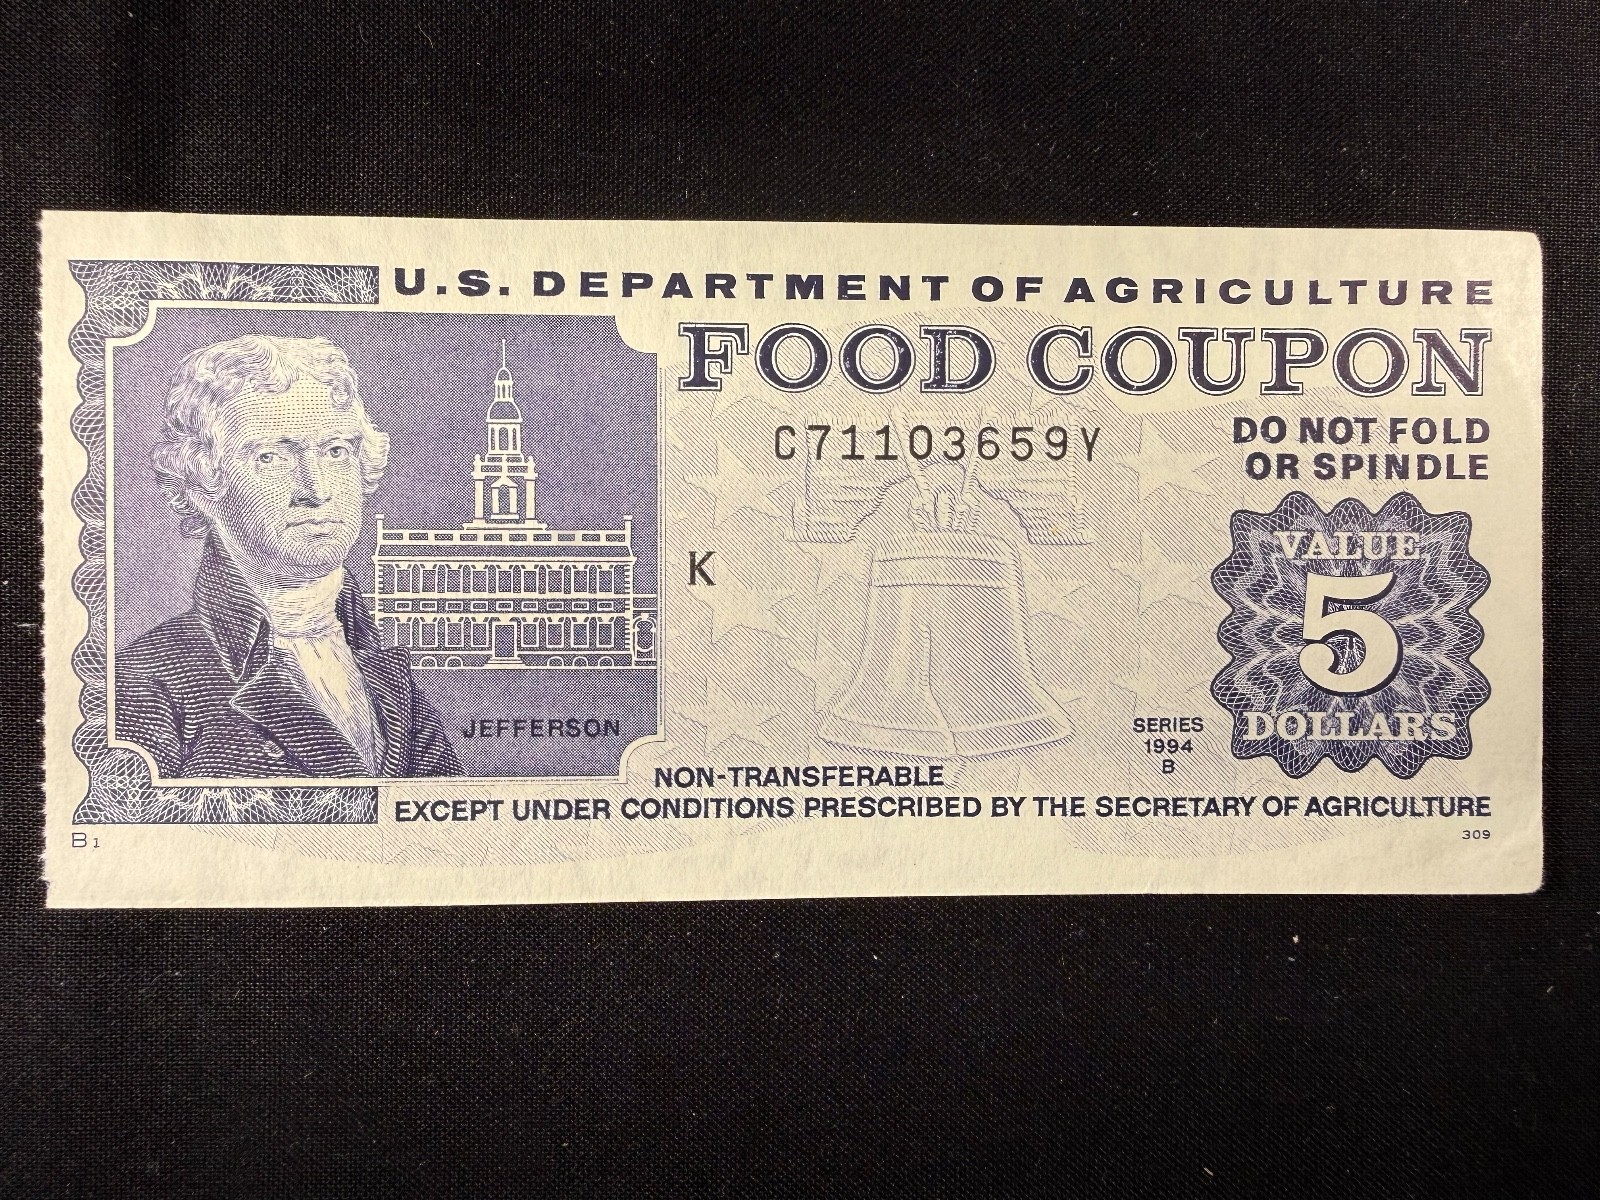 U.S. DEPARTMENT OF AGRICULTURE
FOOD COUPON
C71103659Y
DO NOT FOLD
OR SPINDLE
K
VALUE
5
DOLLARS
JEFFERSON
SERIES
1994
B
NON-TRANSFERABLE
EXCEPT UNDER CONDITIONS PRESCRIBED BY THE SECRETARY OF AGRICULTURE
B1
309